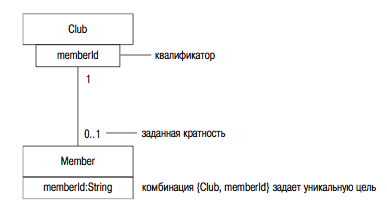 Club
memberId
квалификатор
1
0..1
заданная кратность
Member
memberId:String
комбинация {Club, memberId} задает уникальную цель